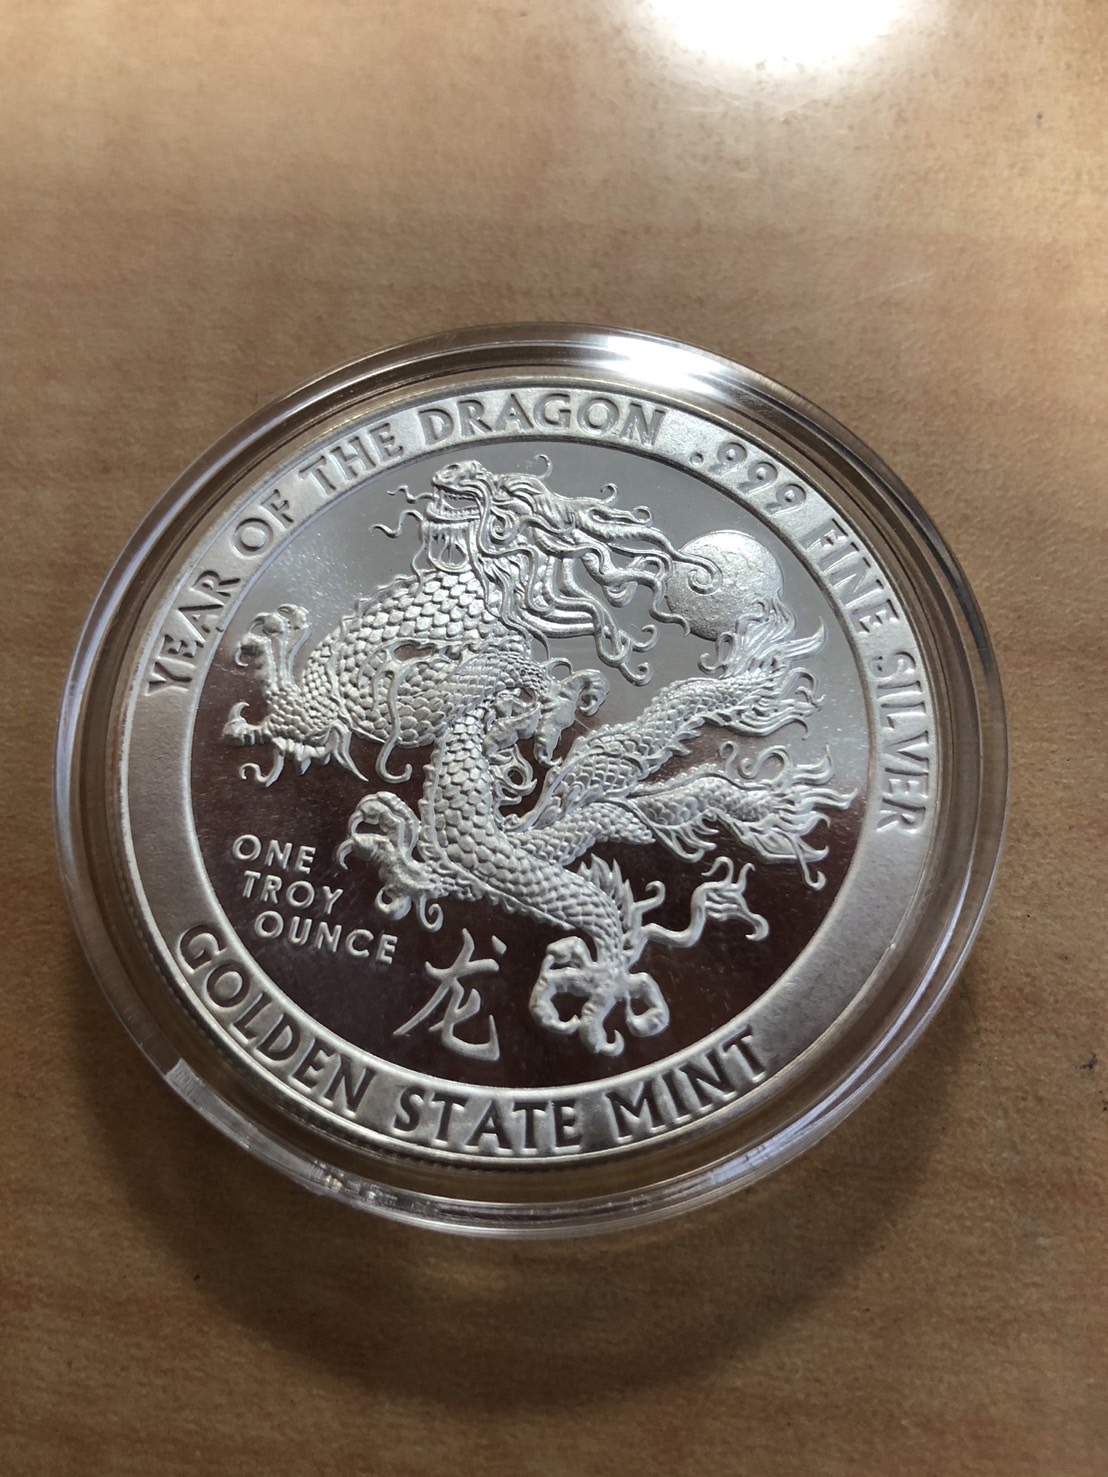 YEAR OF THE DRAGON .999 FINE SILVER
ONE
TROY
OUNCE
龙
GOLDEN STATE MINT